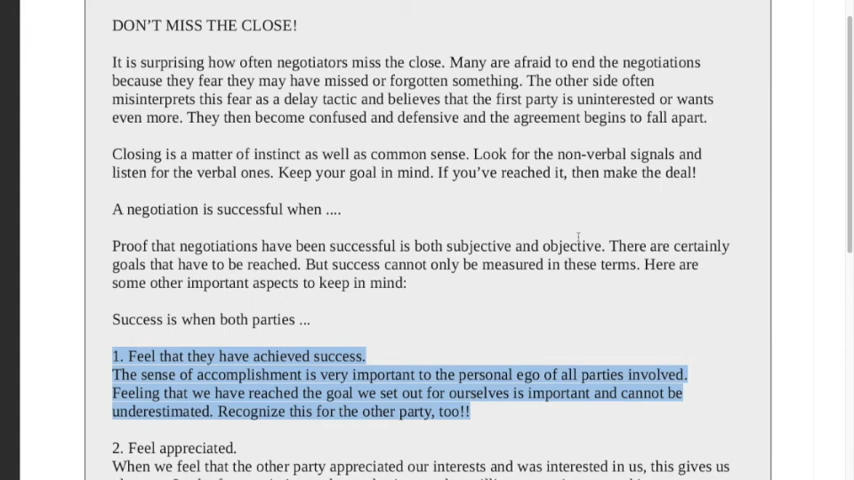 DON'T MISS THE CLOSE!
It is surprising how often negotiators miss the close. Many are afraid to end the negotiations
because they fear they may have missed or forgotten something. The other side often
misinterprets this fear as a delay tactic and believes that the first party is uninterested or wants
even more. They then become confused and defensive and the agreement begins to fall apart.
Closing is a matter of instinct as well as common sense. Look for the non-verbal signals and
listen for the verbal ones. Keep your goal in mind. If you've reached it, then make the deal!
A negotiation is successful when ....
Proof that negotiations have been successful is both subjective and objective. There are certainly
goals that have to be reached. But success cannot only be measured in these terms. Here are
some other important aspects to keep in mind:
Success is when both parties ...
1. Feel that they have achieved success.
The sense of accomplishment is very important to the personal ego of all parties involved.
Feeling that we have reached the goal we set out for ourselves is important and cannot be
underestimated. Recognize this for the other party, too!!
2. Feel appreciated.
When we feel that the other party appreciated our interests and was interested in us, this gives us